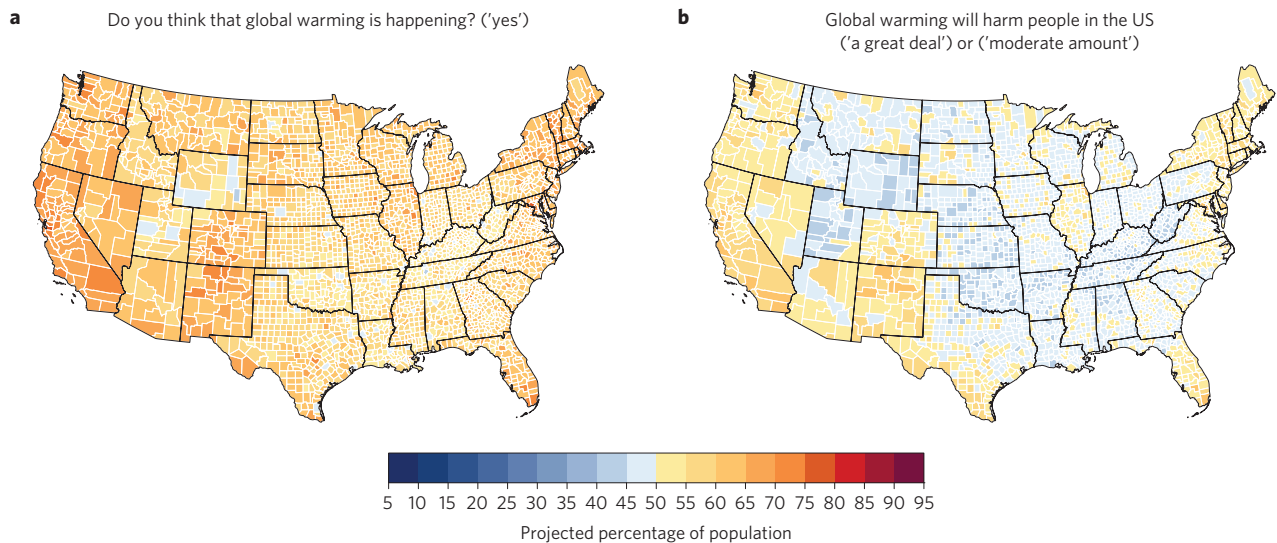 a
Do you think that global warming is happening? ('yes')
b
Global warming will harm people in the US
('a great deal') or ('moderate amount')
5 10 15 20 25 30 35 40 45 50 55 60 65 70 75 80 85 90 95
Projected percentage of population